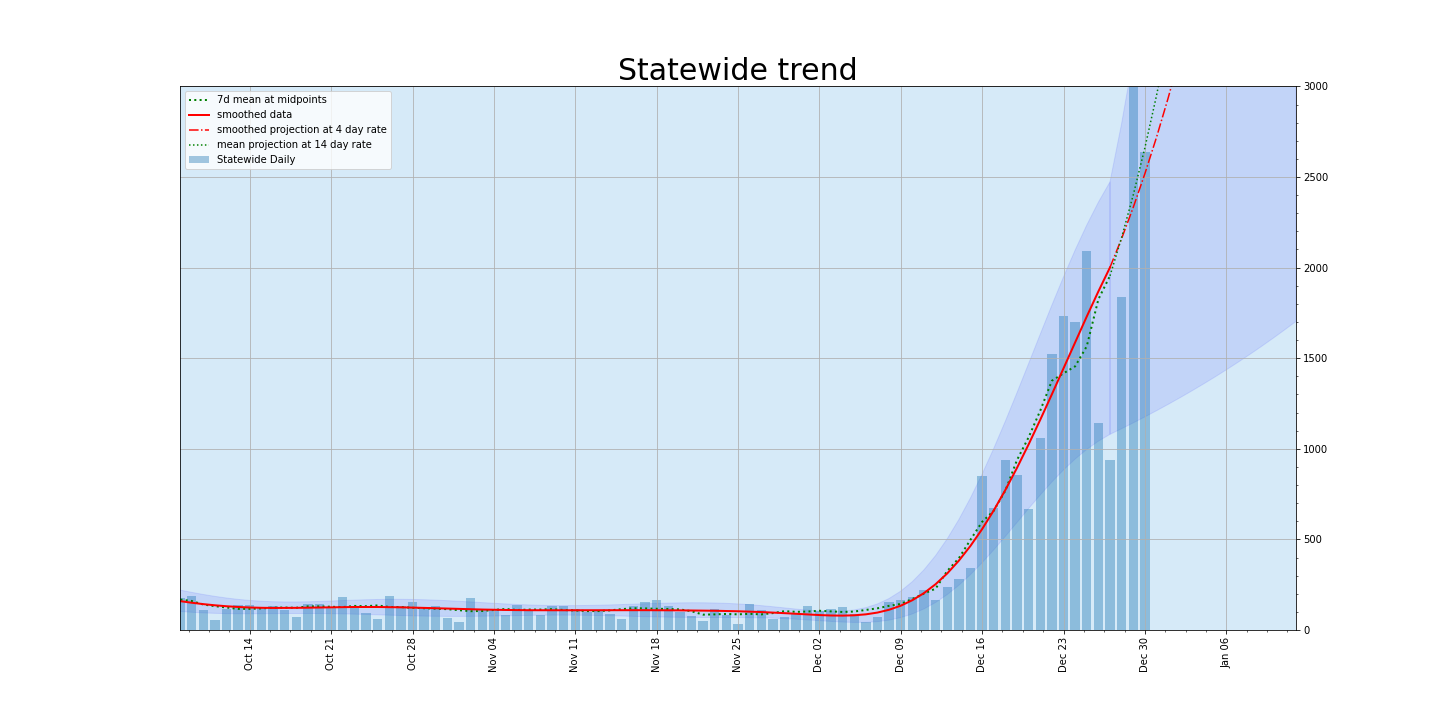 Statewide trend
7d mean at midpoints
smoothed data
smoothed projection at 4 day rate
mean projection at 14 day rate
Statewide Daily
3000
2500
2000
1500
1000
500
0
Oct 14
Oct 21
Oct 28
Nov 04
Nov 11
Nov 18
Nov 25
Dec 02
Dec 09
Dec 16
Dec 23
Dec 30
Jan 06